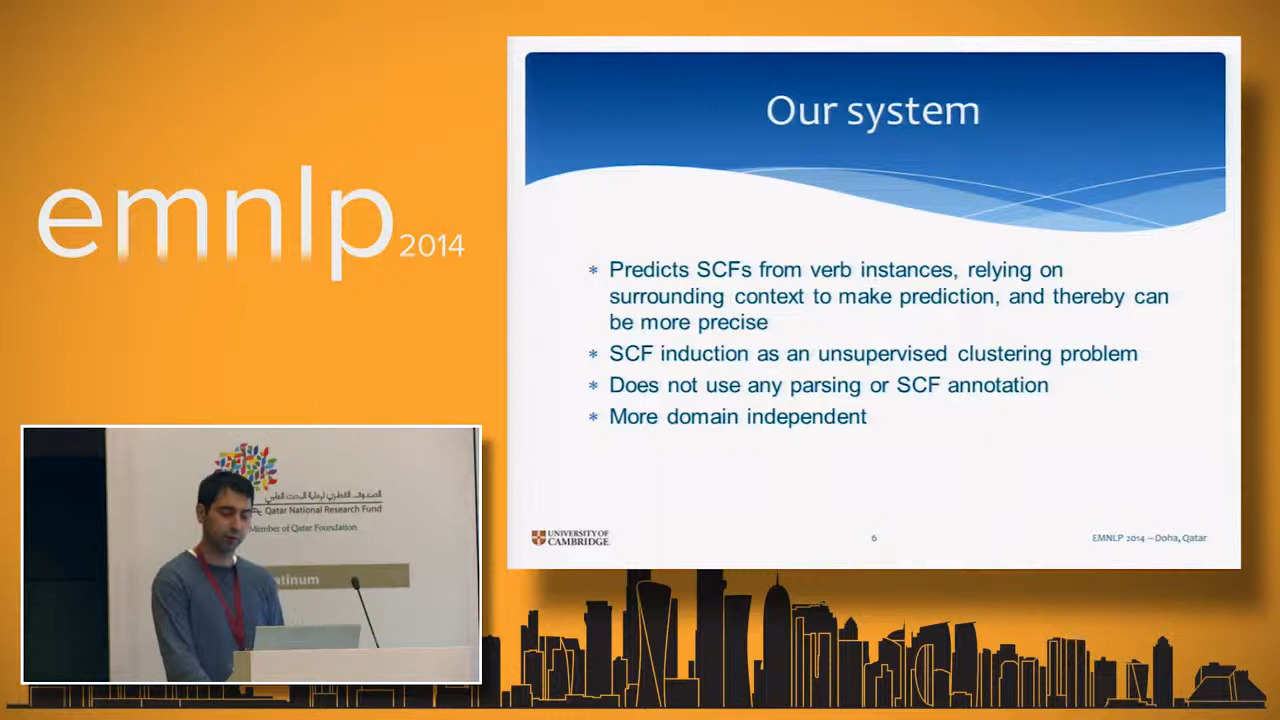 emnlp 2014
Our system
* Predicts SCFs from verb instances, relying on
surrounding context to make prediction, and thereby can
be more precise
* SCF induction as an unsupervised clustering problem
* Does not use any parsing or SCF annotation
* More domain independent
UNIVERSITY OF
CAMBRIDGE
6
EMNLP 2014 – Doha, Qatar
Qatar National Research Fund
Member of Qatar Foundation
atinum